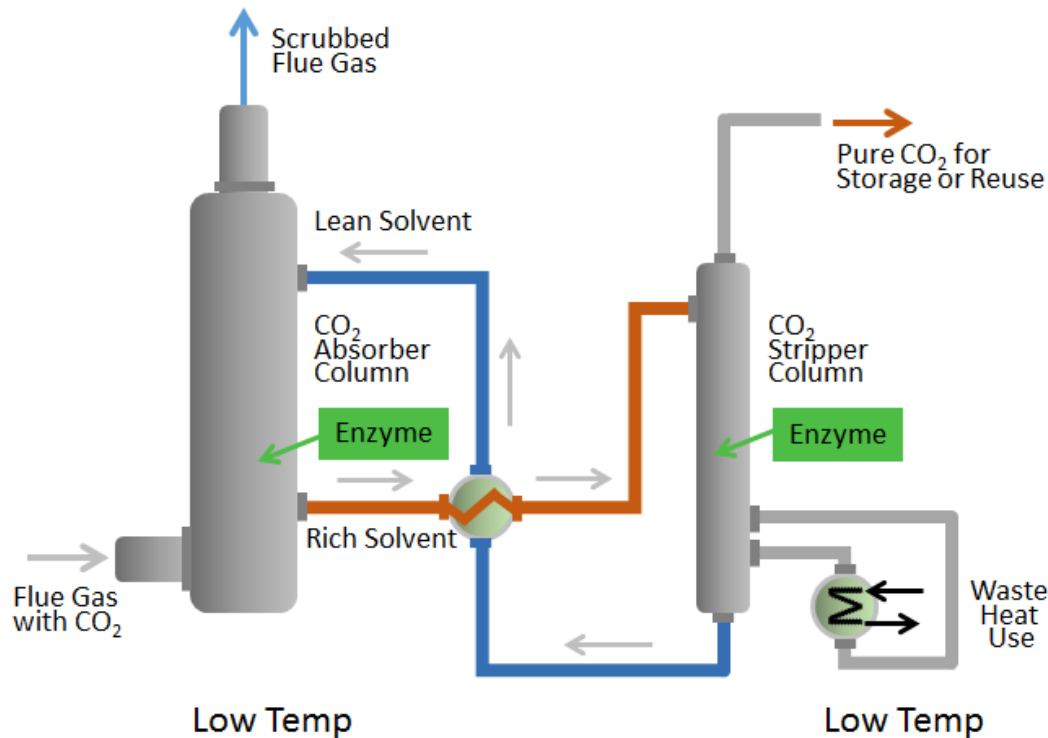 Scrubbed
Flue Gas
Pure CO₂ for
Storage or Reuse
Lean Solvent
CO₂
Absorber
Column
CO₂
Stripper
Column
Enzyme
Enzyme
Rich Solvent
Flue Gas
with CO₂
Waste
Heat
Use
Low Temp
Low Temp